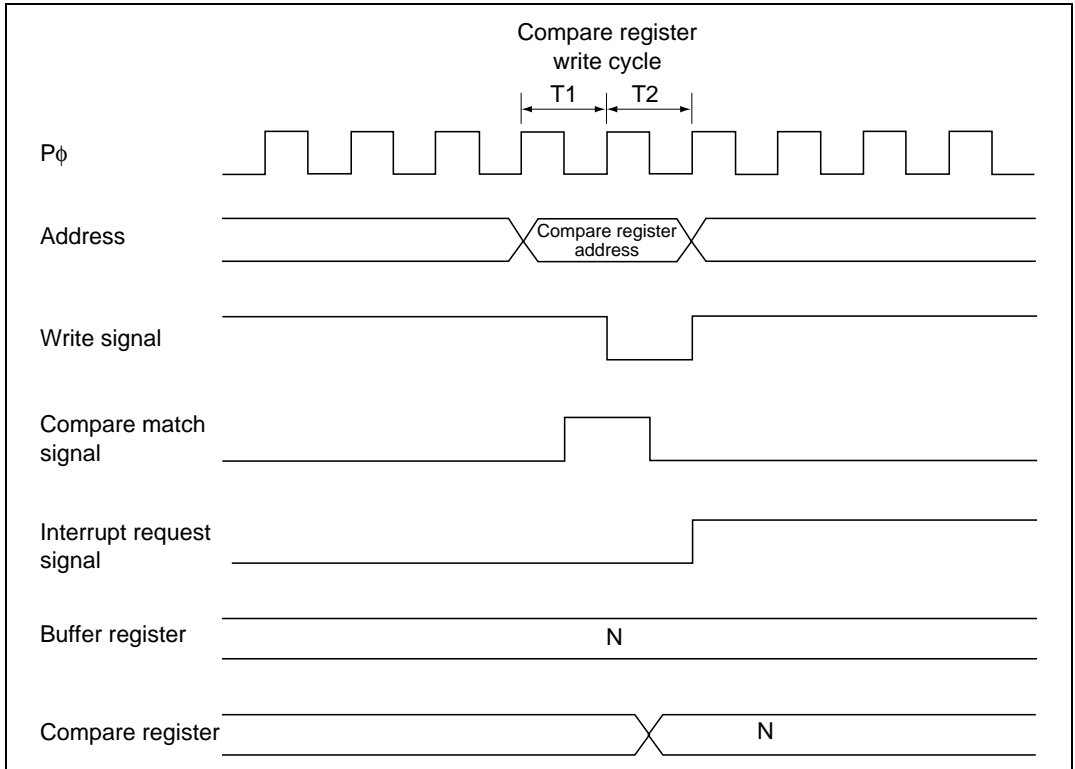 Compare register
write cycle
T1 T2
Pϕ
Address
Compare register
address
Write signal
Compare match
signal
Interrupt request
signal
Buffer register
N
Compare register
N